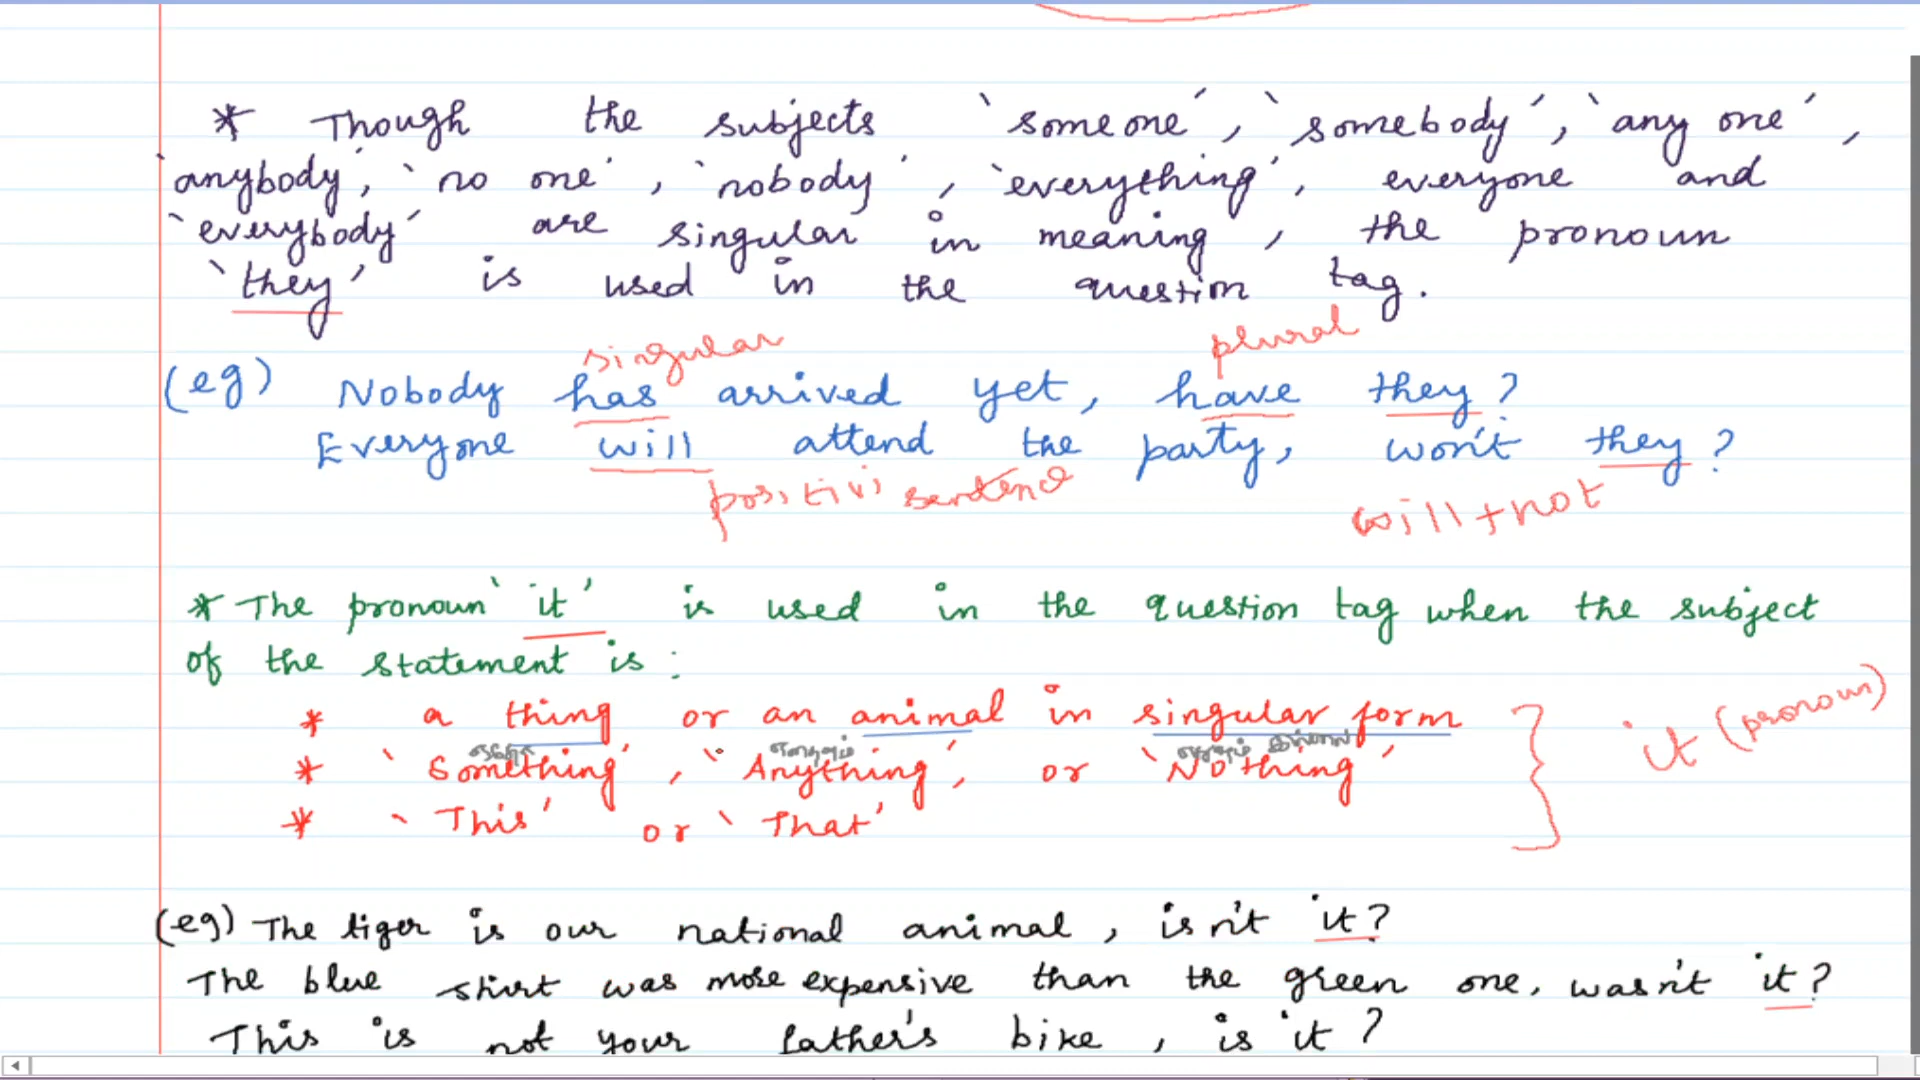 * Though the subjects `someone', `somebody', `any one',
`anybody', `no one', `nobody', `everything', everyone and
`everybody' are singular in meaning, the pronoun
`they' is used in the question tag.
singular plural
(eg) Nobody has arrived yet, have they?
Everyone will attend the party, won't they?
positivi sentence will+not
* The pronoun `it' is used in the question tag when the subject
of the statement is:
* a thing or an animal in singular form
* `Something', `Anything', or `Nothing'
it (pronoun)
* `This' or `That'
(eg) The tiger is our national animal, isn't it?
The blue shirt was more expensive than the green one, wasn't it?
This is not your father's bike, is it?